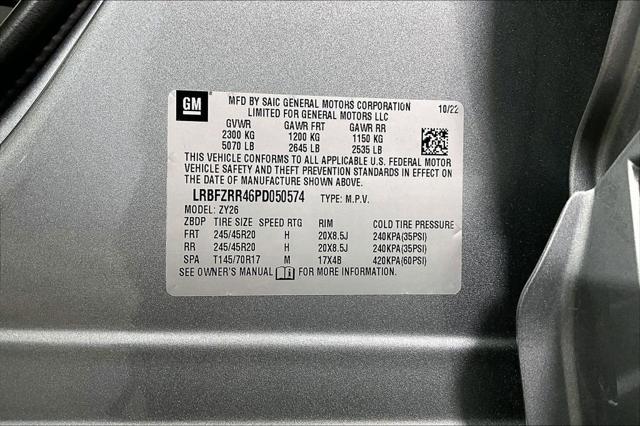 GM
MFD BY SAIC GENERAL MOTORS CORPORATION 10/22
LIMITED FOR GENERAL MOTORS LLC
GVWR GAWR FRT GAWR RR
2300 KG 1200 KG 1150 KG
5070 LB 2645 LB 2535 LB
THIS VEHICLE CONFORMS TO ALL APPLICABLE U.S. FEDERAL MOTOR
VEHICLE SAFETY AND THEFT PREVENTION STANDARDS IN EFFECT ON
THE DATE OF MANUFACTURE SHOWN ABOVE.
LRBFZRR46PD050574 TYPE: M.P.V.
MODEL: ZY26
ZBDP TIRE SIZE SPEED RTG RIM COLD TIRE PRESSURE
FRT 245/45R20 H 20X8.5J 240KPA(35PSI)
RR 245/45R20 H 20X8.5J 240KPA(35PSI)
SPA T145/70R17 M 17X4B 420KPA(60PSI)
SEE OWNER'S MANUAL FOR MORE INFORMATION.